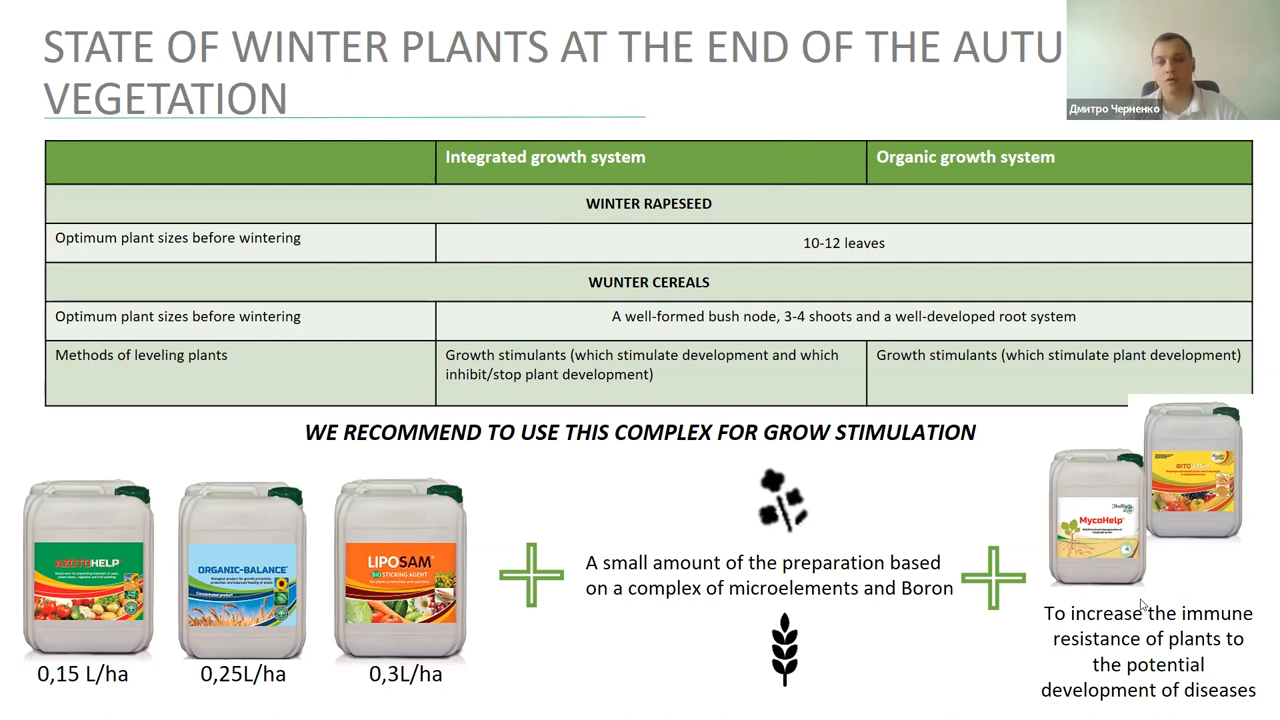 STATE OF WINTER PLANTS AT THE END OF THE AUTU
VEGETATION
Дмитро Черненко
Integrated growth system
Organic growth system
WINTER RAPESEED
Optimum plant sizes before wintering
10-12 leaves
WUNTER CEREALS
Optimum plant sizes before wintering
A well-formed bush node, 3-4 shoots and a well-developed root system
Methods of leveling plants
Growth stimulants (which stimulate development and which
inhibit/stop plant development)
Growth stimulants (which stimulate plant development)
WE RECOMMEND TO USE THIS COMPLEX FOR GROW STIMULATION
AZOTOHELP
ORGANIC-BALANCE
LIPOSAM
BIO STICKING AGENT
A small amount of the preparation based
on a complex of microelements and Boron
MycoHelp
To increase the immune
resistance of plants to
the potential
development of diseases
0,15 L/ha
0,25L/ha
0,3L/ha